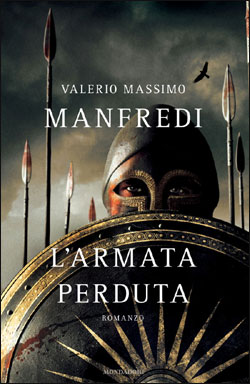 VALERIO MASSIMO
MANFREDI
L'ARMATA
PERDUTA
ROMANZO
MONDADORI